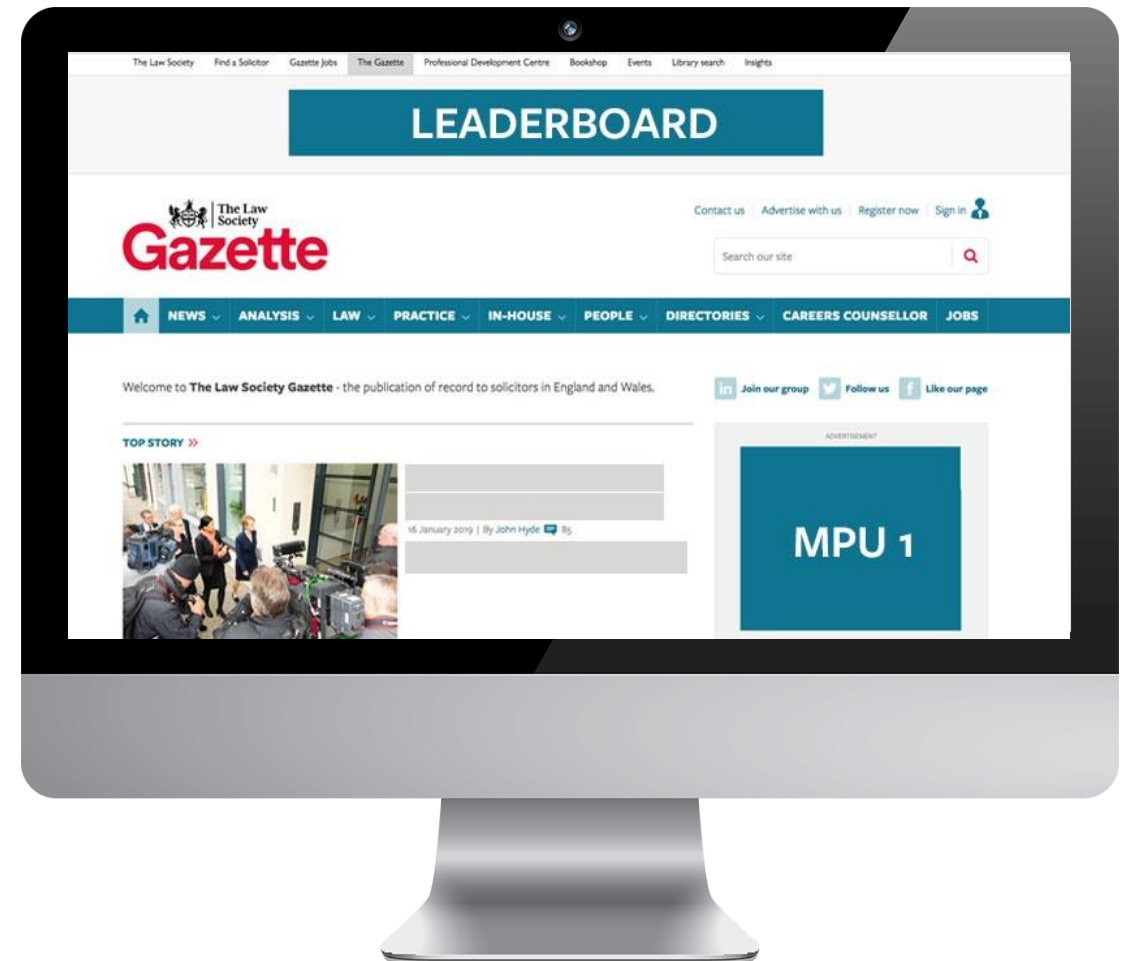 The Law Society Find a Solicitor Gazette Jobs The Gazette Professional Development Centre Bookshop Events Library search Insights
LEADERBOARD
The Law
Society
Gazette
Contact us Advertise with us Register now Sign in
Search our site
NEWS ANALYSIS LAW PRACTICE IN-HOUSE PEOPLE DIRECTORIES CAREERS COUNSELLOR JOBS
Welcome to The Law Society Gazette - the publication of record to solicitors in England and Wales.
in Join our group Follow us f Like our page
TOP STORY »
16 January 2019 | By John Hyde 85
ADVERTISEMENT
MPU 1